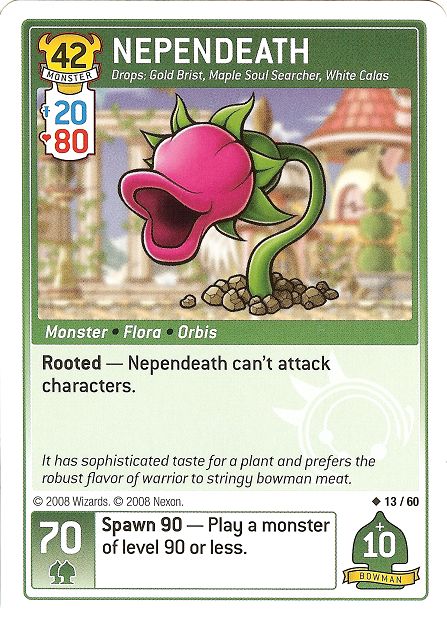 42
MONSTER
NEPENDEATH
Drops: Gold Brist, Maple Soul Searcher, White Calas
20
80
Monster • Flora • Orbis
Rooted — Nependeath can't attack
characters.
It has sophisticated taste for a plant and prefers the
robust flavor of warrior to stringy bowman meat.
© 2008 Wizards. © 2008 Nexon.
◆ 13 / 60
70
Spawn 90 — Play a monster
of level 90 or less.
+
10
BOWMAN